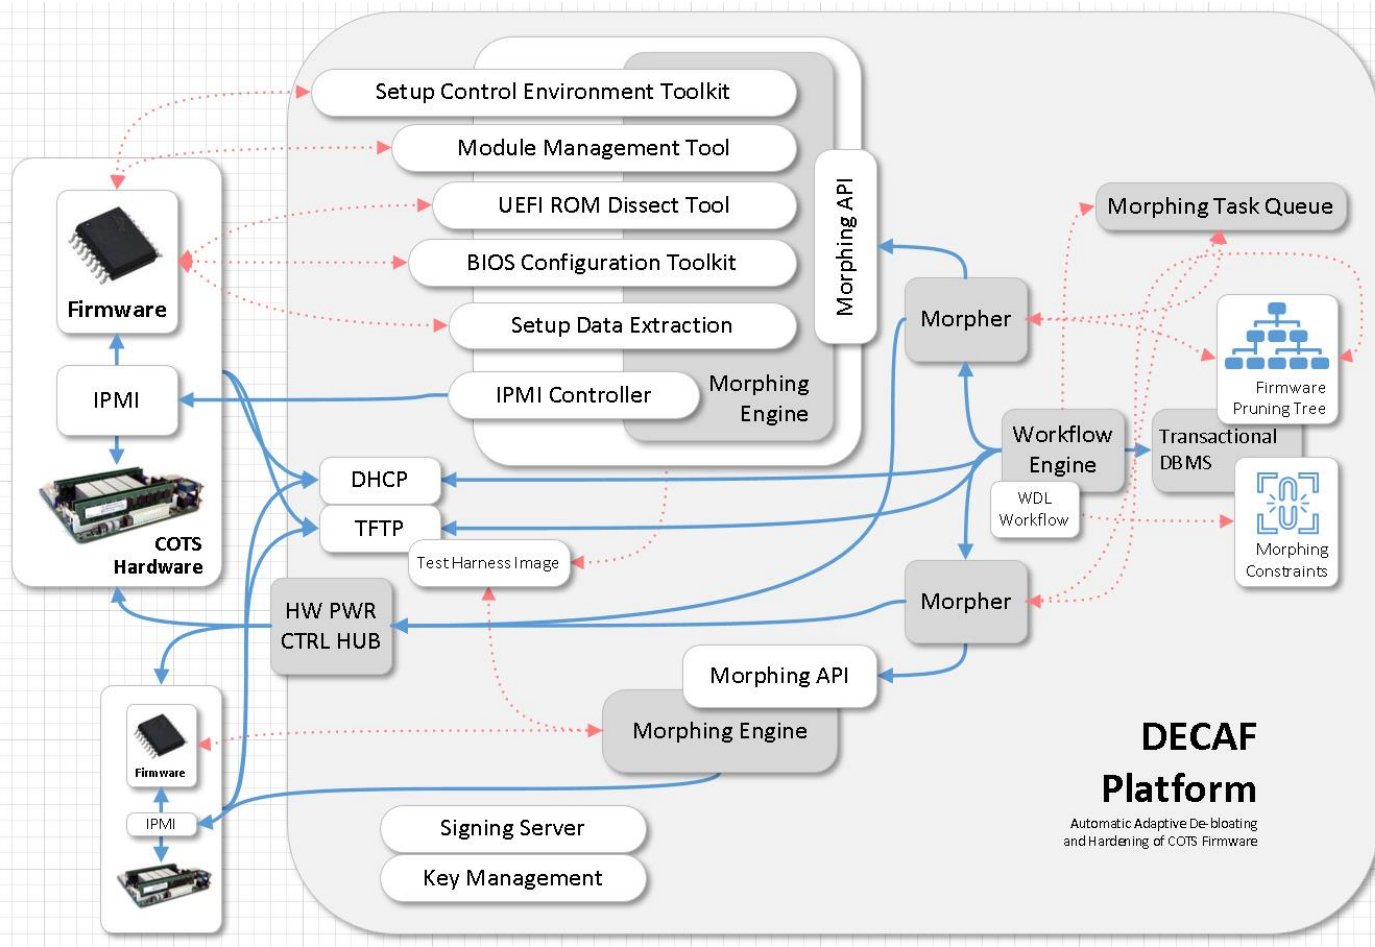 Setup Control Environment Toolkit
Module Management Tool
UEFI ROM Dissect Tool
BIOS Configuration Toolkit
Setup Data Extraction
IPMI Controller
Morphing
Engine
Morphing API
Firmware
IPMI
COTS
Hardware
DHCP
TFTP
Test Harness Image
HW PWR
CTRL HUB
Morpher
Morphing Task Queue
Firmware
Pruning Tree
Workflow
Engine
WDL
Workflow
Transactional
DBMS
Morphing
Constraints
Morpher
Morphing API
Morphing Engine
Firmware
IPMI
Signing Server
Key Management
DECAF
Platform
Automatic Adaptive De-bloating
and Hardening of COTS Firmware